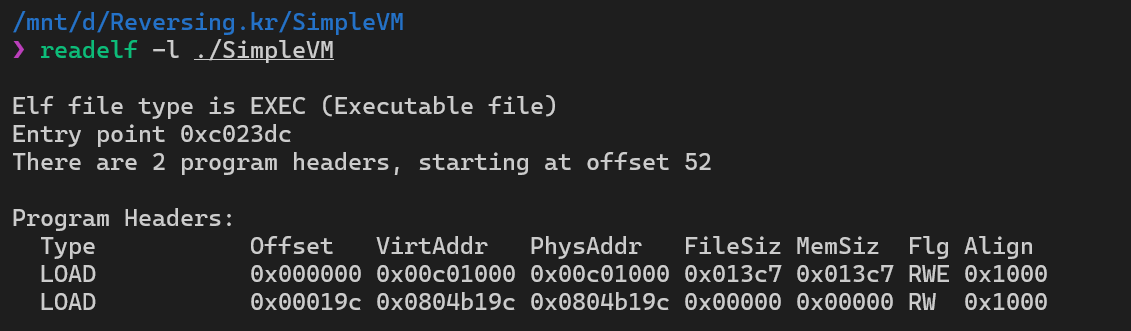 /mnt/d/Reversing.kr/SimpleVM
❯ readelf -l ./SimpleVM
Elf file type is EXEC (Executable file)
Entry point 0xc023dc
There are 2 program headers, starting at offset 52
Program Headers:
  Type           Offset   VirtAddr   PhysAddr   FileSiz MemSiz  Flg Align
  LOAD           0x000000 0x00c01000 0x00c01000 0x013c7 0x013c7 RWE 0x1000
  LOAD           0x00019c 0x0804b19c 0x0804b19c 0x00000 0x00000 RW  0x1000